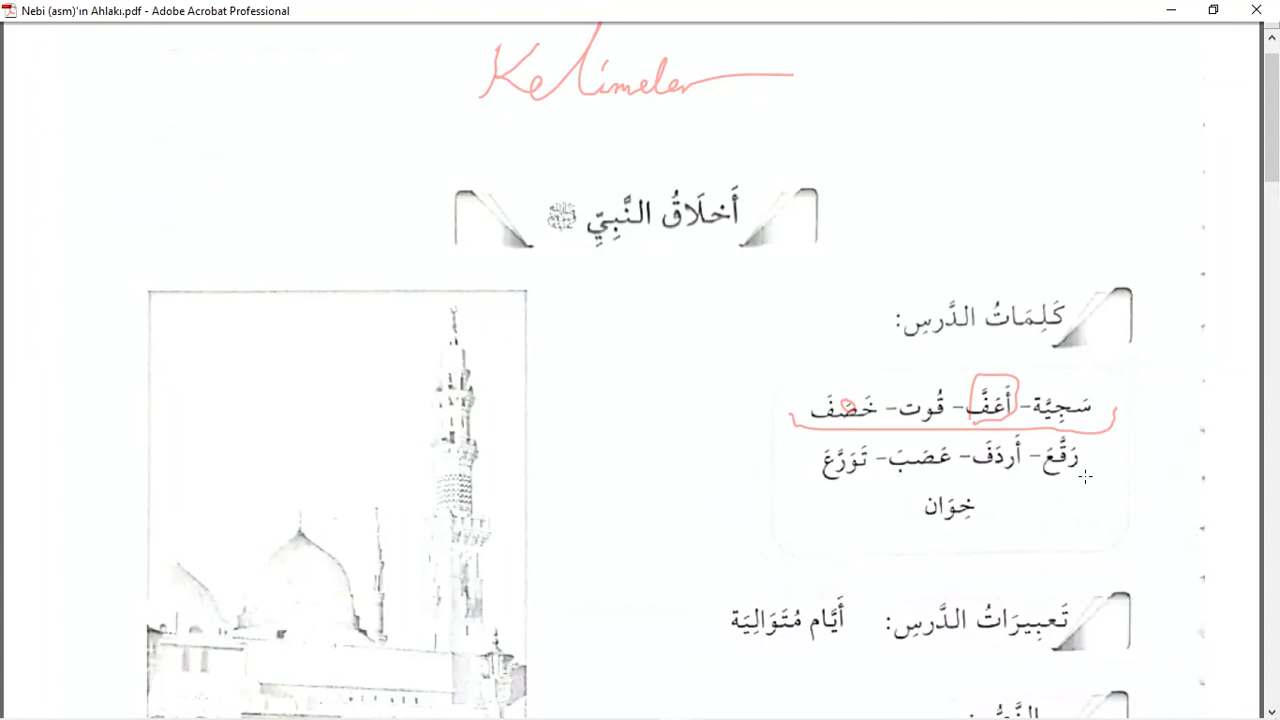 Nebi (asm)'ın Ahlakı.pdf - Adobe Acrobat Professional
Kelimeler
أَخلَاقُ النَّبِيِّ ﷺ
كَلِمَاتُ الدَّرسِ:
سَجِيَّة - أَعَفَّ - قُوت - خَصَفَ
رَقَّعَ - أَردَفَ - عَصَبَ - تَوَرَّعَ
خِوَان
تَعبِيرَاتُ الدَّرسِ: أَيَّام مُتَوَالِيَة